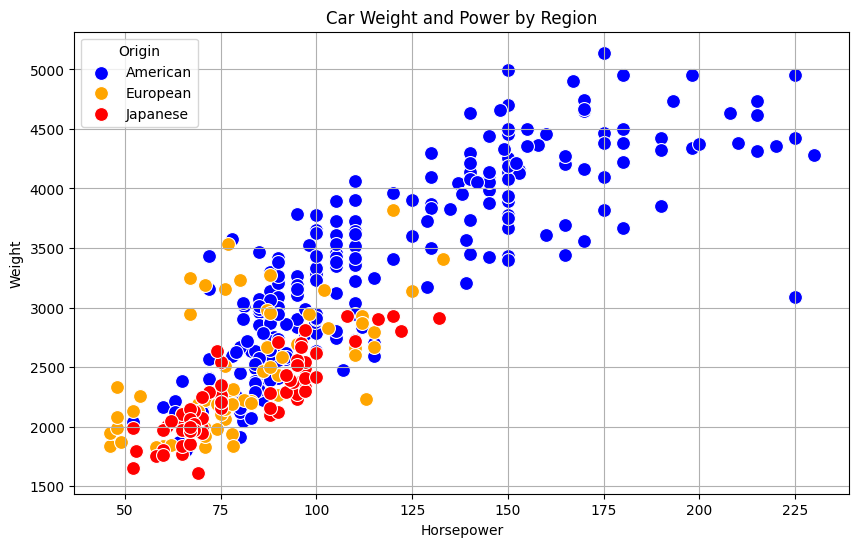 Car Weight and Power by Region
Origin
American
European
Japanese
5000
4500
4000
3500
3000
2500
2000
1500
Weight
50 75 100 125 150 175 200 225
Horsepower